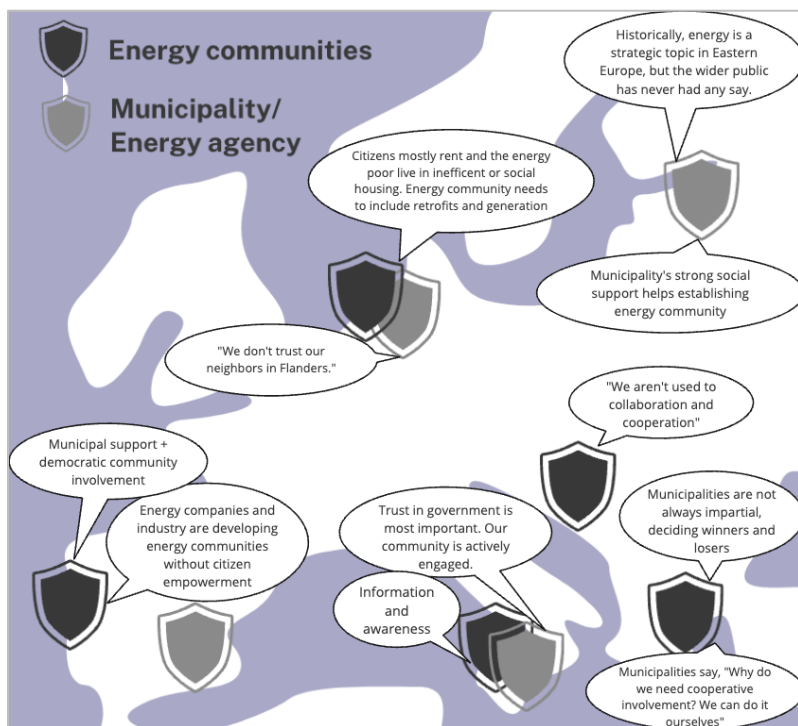 Energy communities
Municipality/
Energy agency
Historically, energy is a
strategic topic in Eastern
Europe, but the wider public
has never had any say.
Citizens mostly rent and the energy
poor live in inefficent or social
housing. Energy community needs
to include retrofits and generation
Municipality's strong social
support helps establishing
energy community
"We don't trust our
neighbors in Flanders."
"We aren't used to
collaboration and
cooperation"
Municipal support +
democratic community
involvement
Energy companies and
industry are developing
energy communities
without citizen
empowerment
Trust in government is
most important. Our
community is actively
engaged.
Information
and
awareness
Municipalities are not
always impartial,
deciding winners and
losers
Municipalities say, "Why do
we need cooperative
involvement? We can do it
ourselves"